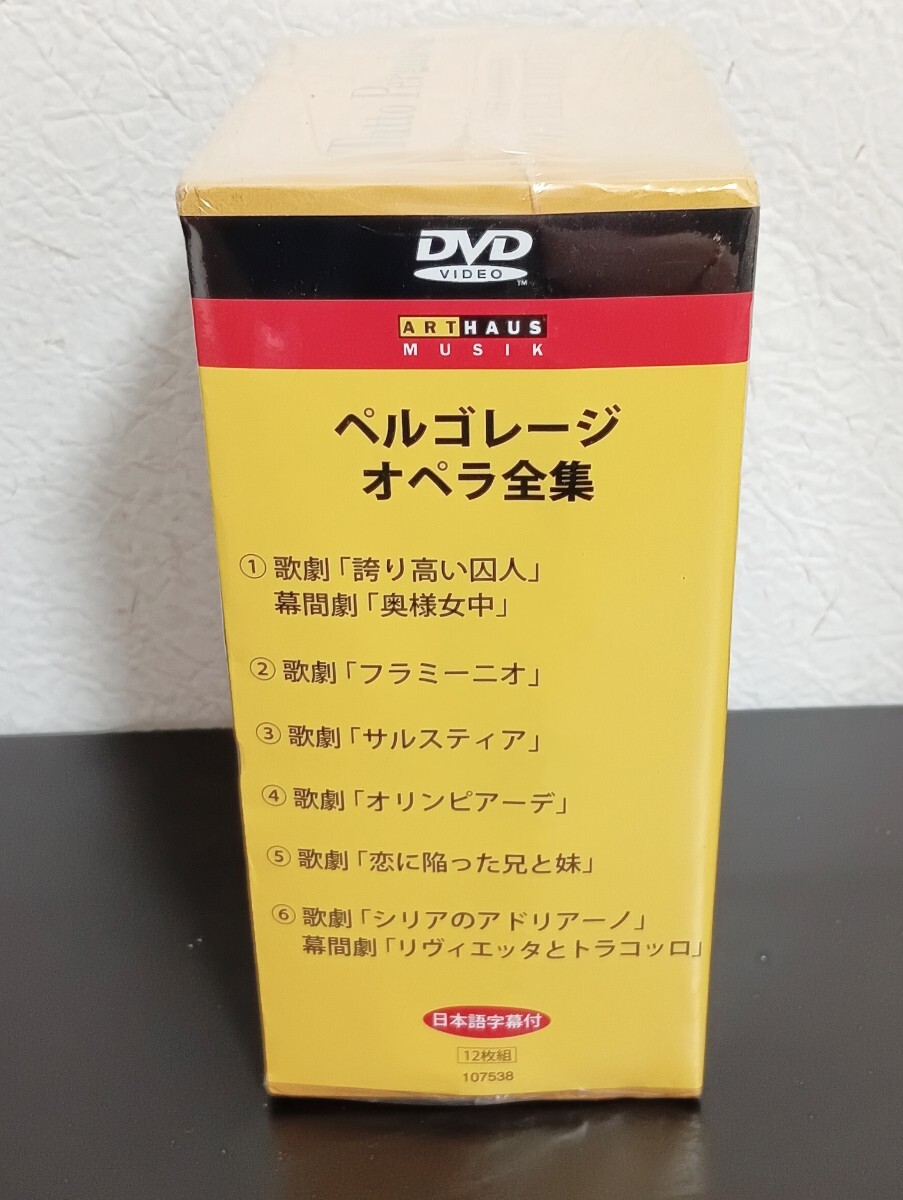 DVD
VIDEO
TM
ARTHAUS
MUSIK
ペルゴレージ
オペラ全集
① 歌劇「誇り高い囚人」
幕間劇「奥様女中」
② 歌劇「フラミーニオ」
③ 歌劇「サルスティア」
④ 歌劇「オリンピアーデ」
⑤ 歌劇「恋に陥った兄と妹」
⑥ 歌劇「シリアのアドリアーノ」
幕間劇「リヴィエッタとトラコッロ」
日本語字幕付
12枚組
107538